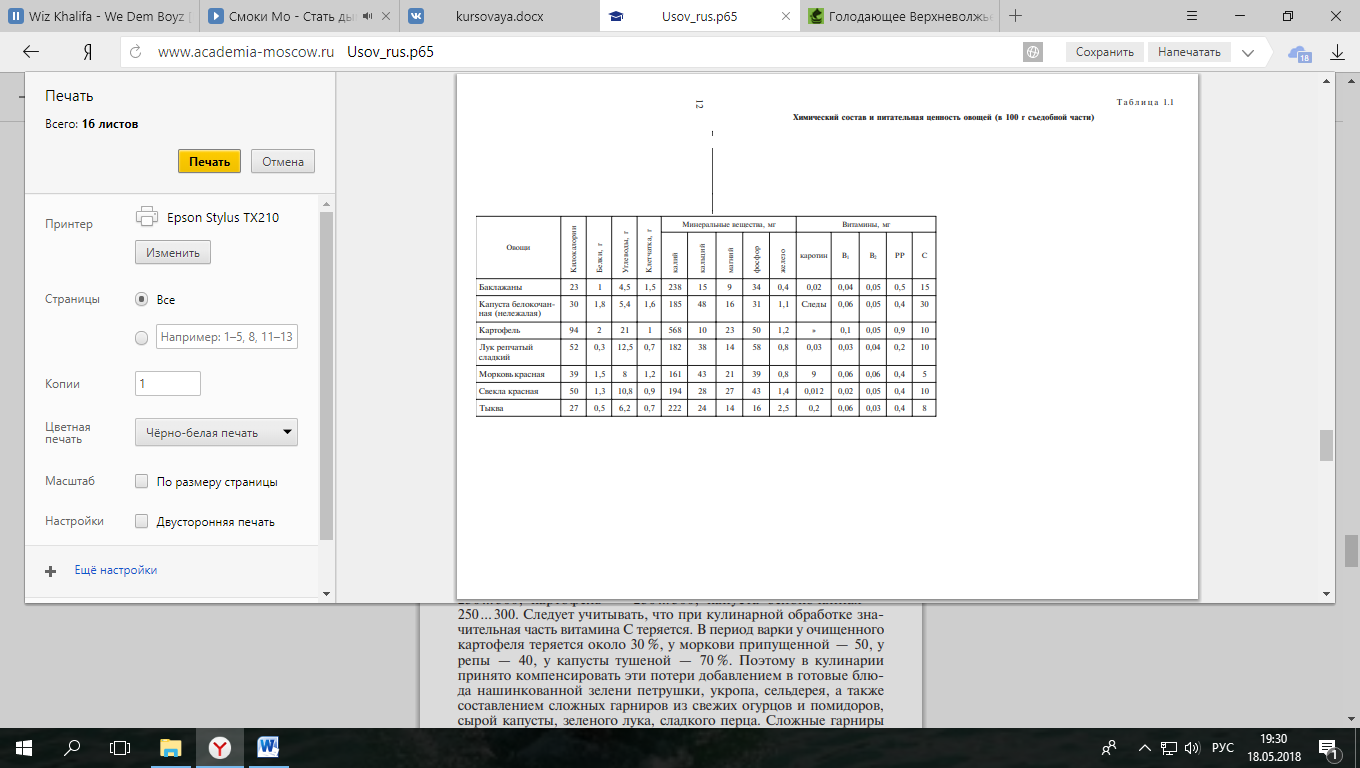 Wiz Khalifa - We Dem Boyz [
Смоки Мо - Стать ды
kursovaya.docx
Usov_rus.p65
Голодающее Верхневолжье
Я
www.academia-moscow.ru Usov_rus.p65
Сохранить
Напечатать
18
Печать
Всего: 16 листов
Печать
Отмена
Принтер
Epson Stylus TX210
Изменить
Страницы
Все
Например: 1–5, 8, 11–13
Копии
1
Цветная печать
Чёрно-белая печать
Масштаб
По размеру страницы
Настройки
Двусторонняя печать
Ещё настройки
12
Таблица 1.1
Химический состав и питательная ценность овощей (в 100 г съедобной части)
Овощи Килокалории Белки, г Углеводы, г Клетчатка, г Минеральные вещества, мг Витамины, мг
калий кальций магний фосфор железо каротин B1 B2 PP C
Баклажаны 23 1 4,5 1,5 238 15 9 34 0,4 0,02 0,04 0,05 0,5 15
Капуста белокочан-
ная (нележалая) 30 1,8 5,4 1,6 185 48 16 31 1,1 Следы 0,06 0,05 0,4 30
Картофель 94 2 21 1 568 10 23 50 1,2 » 0,1 0,05 0,9 10
Лук репчатый
сладкий 52 0,3 12,5 0,7 182 38 14 58 0,8 0,03 0,03 0,04 0,2 10
Морковь красная 39 1,5 8 1,2 161 43 21 39 0,8 9 0,06 0,06 0,4 5
Свекла красная 50 1,3 10,8 0,9 194 28 27 43 1,4 0,012 0,02 0,05 0,4 10
Тыква 27 0,5 6,2 0,7 222 24 14 16 2,5 0,2 0,06 0,03 0,4 8
250 ... 300. Следует учитывать, что при кулинарной обработке зна-
чительная часть витамина С теряется. В период варки у очищенного
картофеля теряется около 30 %, у моркови припущенной — 50, у
репы — 40, у капусты тушеной — 70 %. Поэтому в кулинарии
принято компенсировать эти потери добавлением в готовые блю-
да нашинкованной зелени петрушки, укропа, сельдерея, а также
составлением сложных гарниров из свежих огурцов и помидоров,
сырой капусты, зеленого лука, сладкого перца. Сложные гарниры
РУС
19:30
18.05.2018
1